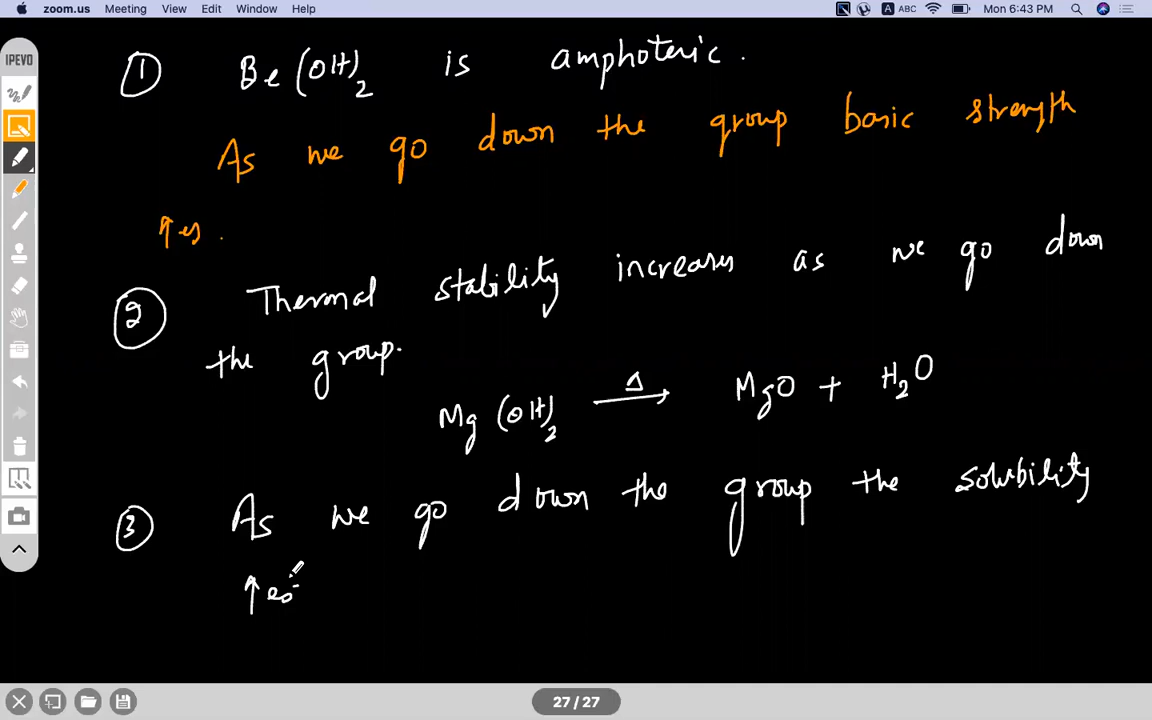 zoom.us Meeting View Edit Window Help A ABC Mon 6:43 PM
IPEVO
① Be(OH)₂ is amphoteric.
As we go down the group basic strength
↑es.
② Thermal stability increases as we go down
the group.
Mg(OH)₂ —Δ→ MgO + H₂O
③ As we go down the group the solubility
↑es
27 / 27